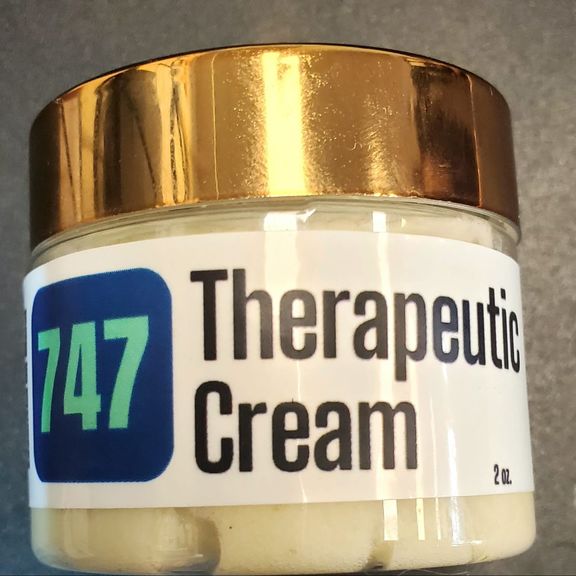 747
Therapeutic
Cream
2 oz.